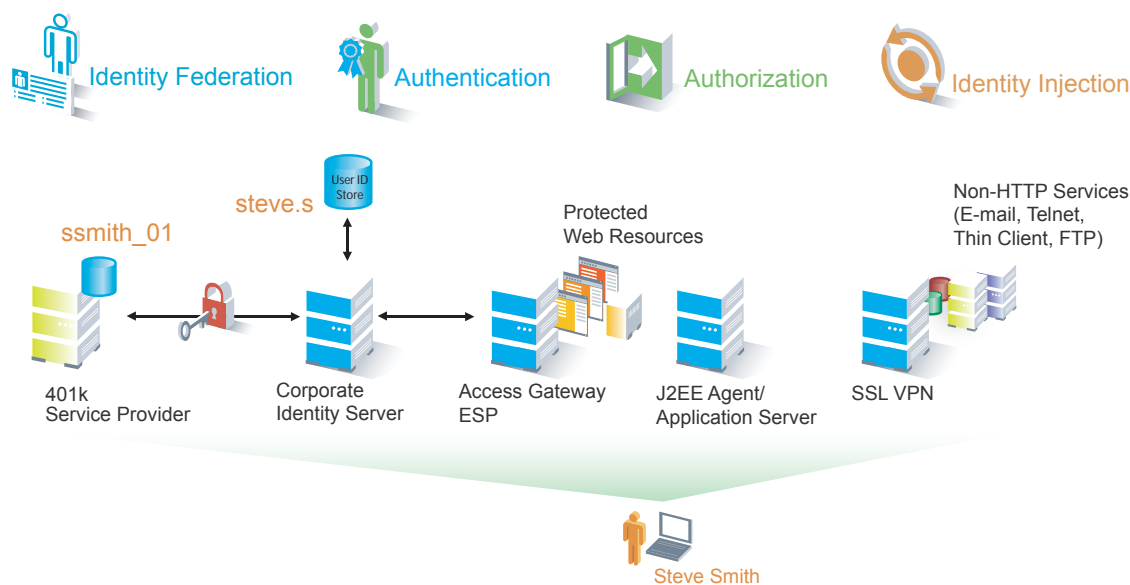 Identity Federation
Authentication
Authorization
Identity Injection
User ID
Store
steve.s
ssmith_01
Protected
Web Resources
Non-HTTP Services
(E-mail, Telnet,
Thin Client, FTP)
401k
Service Provider
Corporate
Identity Server
Access Gateway
ESP
J2EE Agent/
Application Server
SSL VPN
Steve Smith